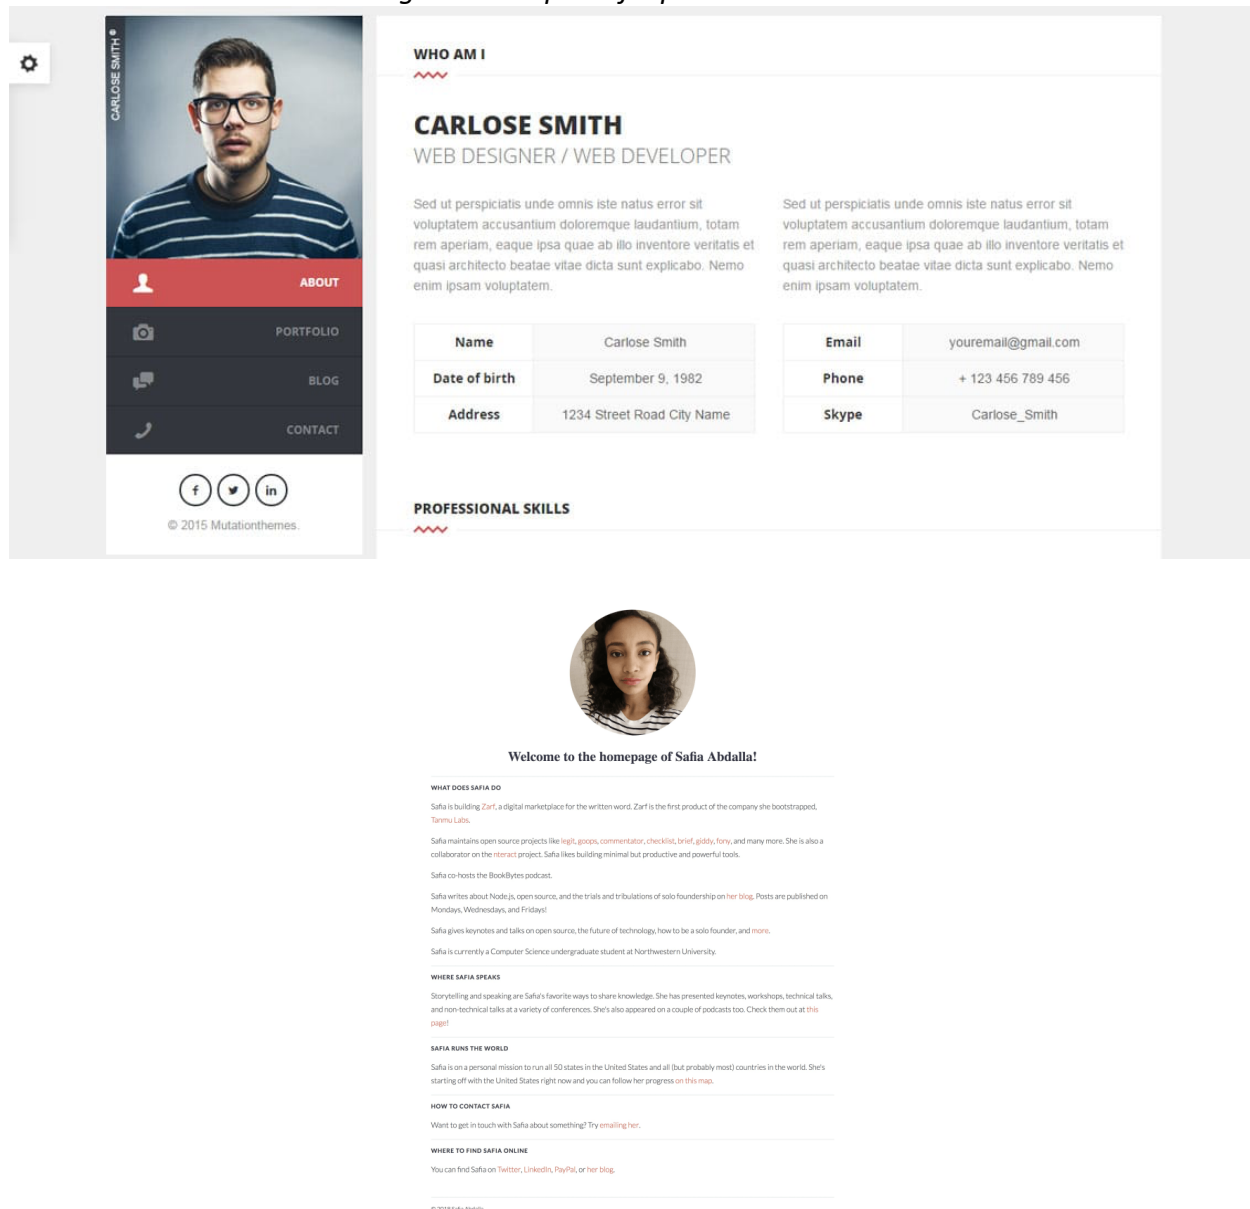 CARLOSE SMITH
WHO AM I
CARLOSE SMITH
WEB DESIGNER / WEB DEVELOPER
Sed ut perspiciatis unde omnis iste natus error sit
voluptatem accusantium doloremque laudantium, totam
rem aperiam, eaque ipsa quae ab illo inventore veritatis et
quasi architecto beatae vitae dicta sunt explicabo. Nemo
enim ipsam voluptatem.
Sed ut perspiciatis unde omnis iste natus error sit
voluptatem accusantium doloremque laudantium, totam
rem aperiam, eaque ipsa quae ab illo inventore veritatis et
quasi architecto beatae vitae dicta sunt explicabo. Nemo
enim ipsam voluptatem.
ABOUT
PORTFOLIO
BLOG
CONTACT
Name Carlose Smith
Date of birth September 9, 1982
Address 1234 Street Road City Name
Email youremail@gmail.com
Phone + 123 456 789 456
Skype Carlose_Smith
© 2015 Mutationthemes.
PROFESSIONAL SKILLS
Welcome to the homepage of Safia Abdalla!
WHAT DOES SAFIA DO
Safia is building Zarf, a digital marketplace for the written word. Zarf is the first product of the company she bootstrapped,
Tanmu Labs.
Safia maintains open source projects like legit, goops, commentator, checklist, brief, giddy, fony, and many more. She is also a
collaborator on the nteract project. Safia likes building minimal but productive and powerful tools.
Safia co-hosts the BookBytes podcast.
Safia writes about Node.js, open source, and the trials and tribulations of solo foundership on her blog. Posts are published on
Mondays, Wednesdays, and Fridays!
Safia gives keynotes and talks on open source, the future of technology, how to be a solo founder, and more.
Safia is currently a Computer Science undergraduate student at Northwestern University.
WHERE SAFIA SPEAKS
Storytelling and speaking are Safia's favorite ways to share knowledge. She has presented keynotes, workshops, technical talks,
and non-technical talks at a variety of conferences. She's also appeared on a couple of podcasts too. Check them out at this
page!
SAFIA RUNS THE WORLD
Safia is on a personal mission to run all 50 states in the United States and all (but probably most) countries in the world. She's
starting off with the United States right now and you can follow her progress on this map.
HOW TO CONTACT SAFIA
Want to get in touch with Safia about something? Try emailing her.
WHERE TO FIND SAFIA ONLINE
You can find Safia on Twitter, LinkedIn, PayPal, or her blog.